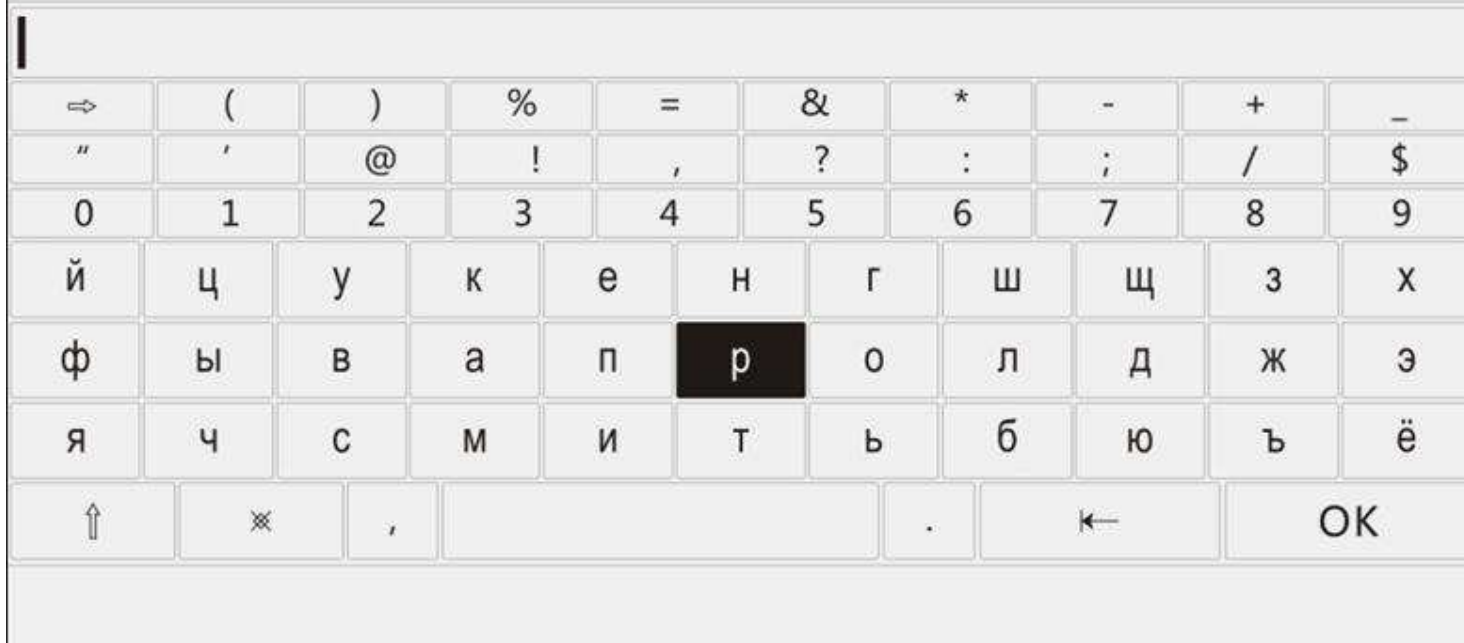 ⇨ ( ) % = & * - + _
" ' @ ! , ? : ; / $
0 1 2 3 4 5 6 7 8 9
й ц у к е н г ш щ з х
ф ы в а п р о л д ж э
я ч с м и т ь б ю ъ ё
⇧ ※ , . ⇤ OK